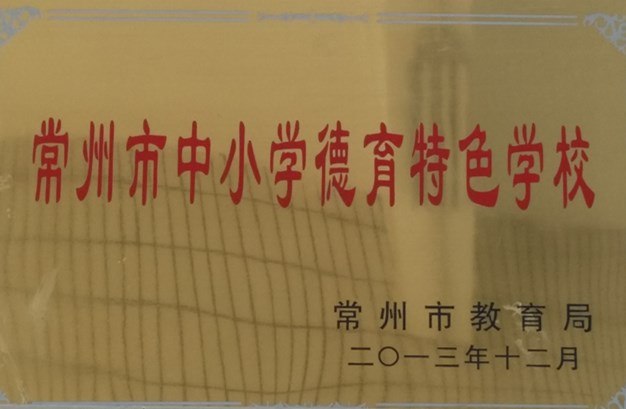 常州市中小学德育特色学校
常州市教育局
二〇一三年十二月